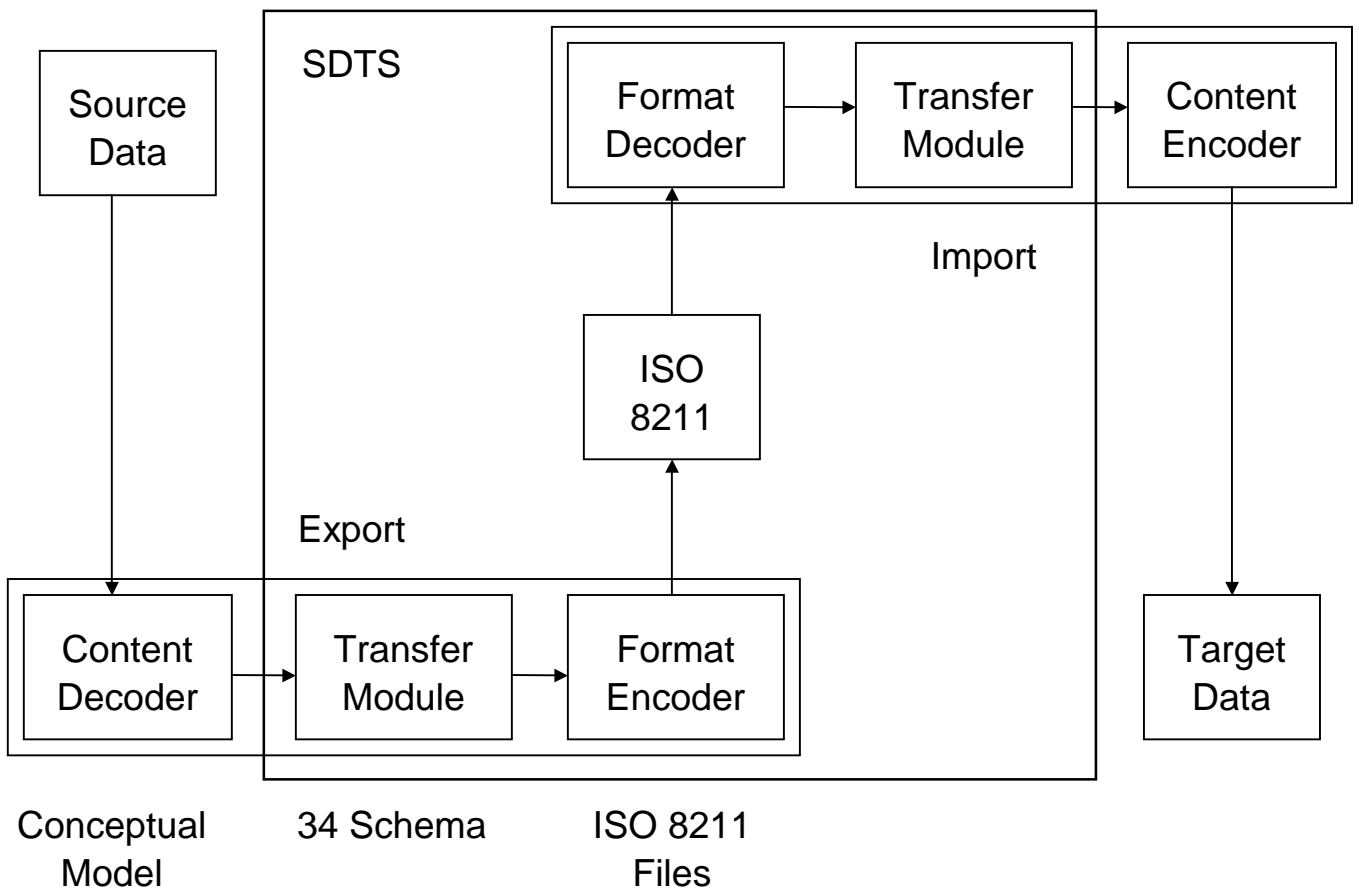 SDTS
Source
Data
Format
Decoder
Transfer
Module
Content
Encoder
Import
ISO
8211
Export
Content
Decoder
Transfer
Module
Format
Encoder
Target
Data
Conceptual
Model
34 Schema
ISO 8211
Files